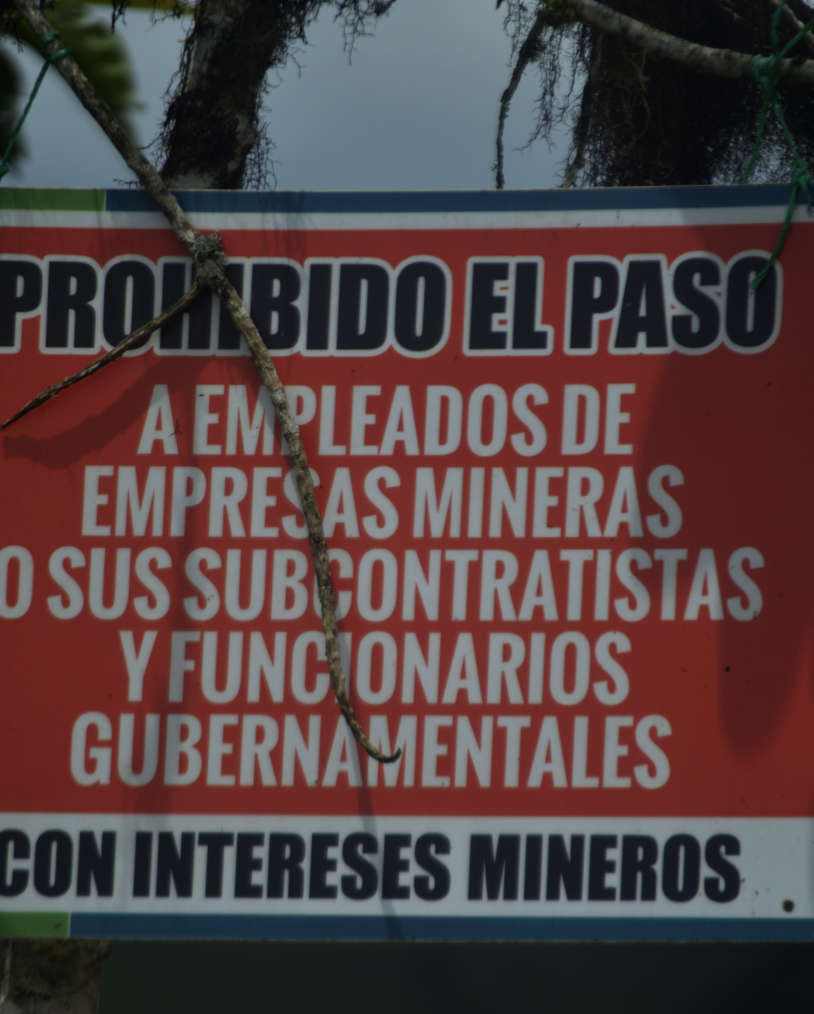 PROHIBIDO EL PASO
A EMPLEADOS DE
EMPRESAS MINERAS
O SUS SUBCONTRATISTAS
Y FUNCIONARIOS
GUBERNAMENTALES
CON INTERESES MINEROS